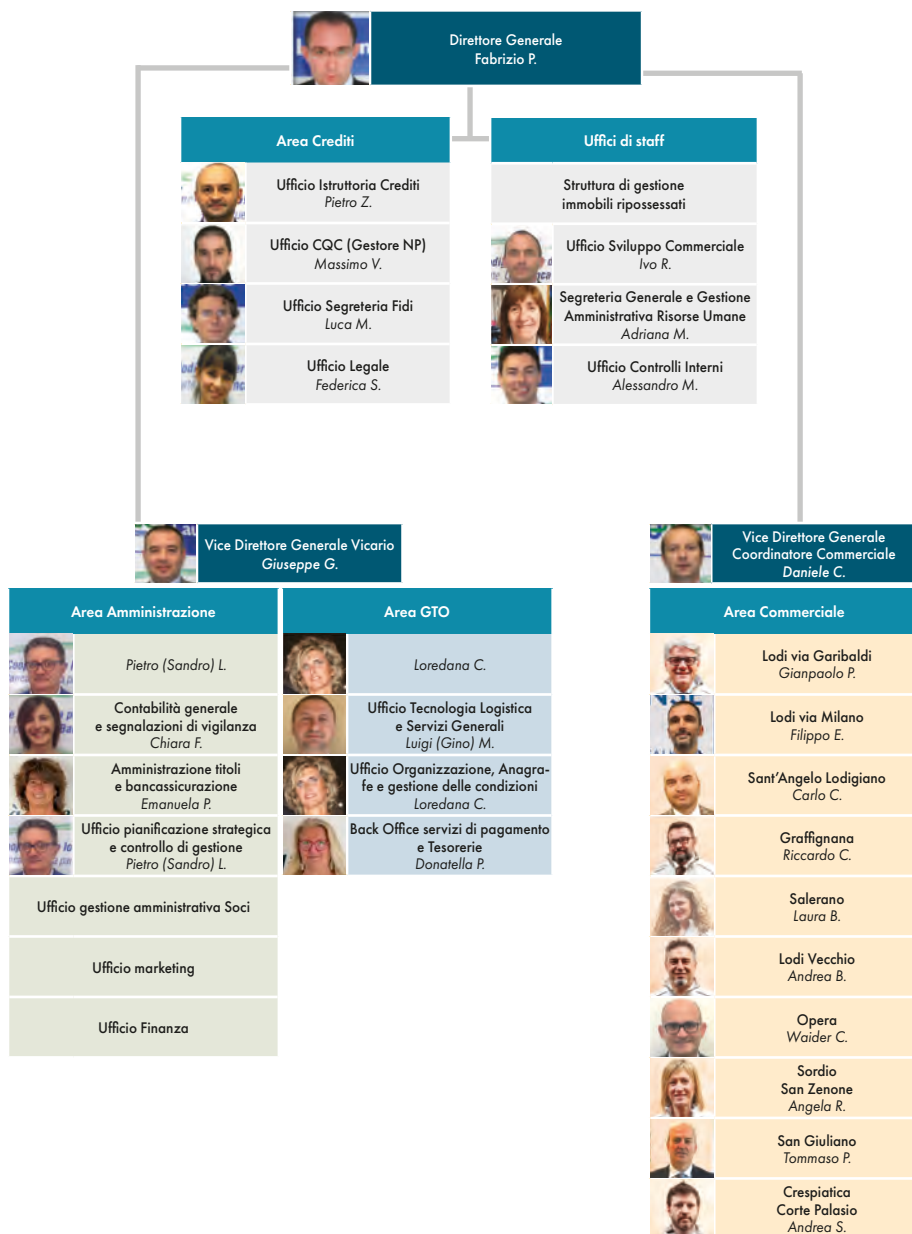 Direttore Generale
Fabrizio P.
Area Crediti
Ufficio Istruttoria Crediti
Pietro Z.
Ufficio CQC (Gestore NP)
Massimo V.
Ufficio Segreteria Fidi
Luca M.
Ufficio Legale
Federica S.
Uffici di staff
Struttura di gestione
immobili ripossessati
Ufficio Sviluppo Commerciale
Ivo R.
Segreteria Generale e Gestione
Amministrativa Risorse Umane
Adriana M.
Ufficio Controlli Interni
Alessandro M.
Vice Direttore Generale Vicario
Giuseppe G.
Area Amministrazione
Pietro (Sandro) L.
Contabilità generale
e segnalazioni di vigilanza
Chiara F.
Amministrazione titoli
e bancassicurazione
Emanuela P.
Ufficio pianificazione strategica
e controllo di gestione
Pietro (Sandro) L.
Ufficio gestione amministrativa Soci
Ufficio marketing
Ufficio Finanza
Area GTO
Loredana C.
Ufficio Tecnologia Logistica
e Servizi Generali
Luigi (Gino) M.
Ufficio Organizzazione, Anagra-
fe e gestione delle condizioni
Loredana C.
Back Office servizi di pagamento
e Tesorerie
Donatella P.
Vice Direttore Generale
Coordinatore Commerciale
Daniele C.
Area Commerciale
Lodi via Garibaldi
Gianpaolo P.
Lodi via Milano
Filippo E.
Sant'Angelo Lodigiano
Carlo C.
Graffignana
Riccardo C.
Salerano
Laura B.
Lodi Vecchio
Andrea B.
Opera
Waider C.
Sordio
San Zenone
Angela R.
San Giuliano
Tommaso P.
Crespiatica
Corte Palasio
Andrea S.